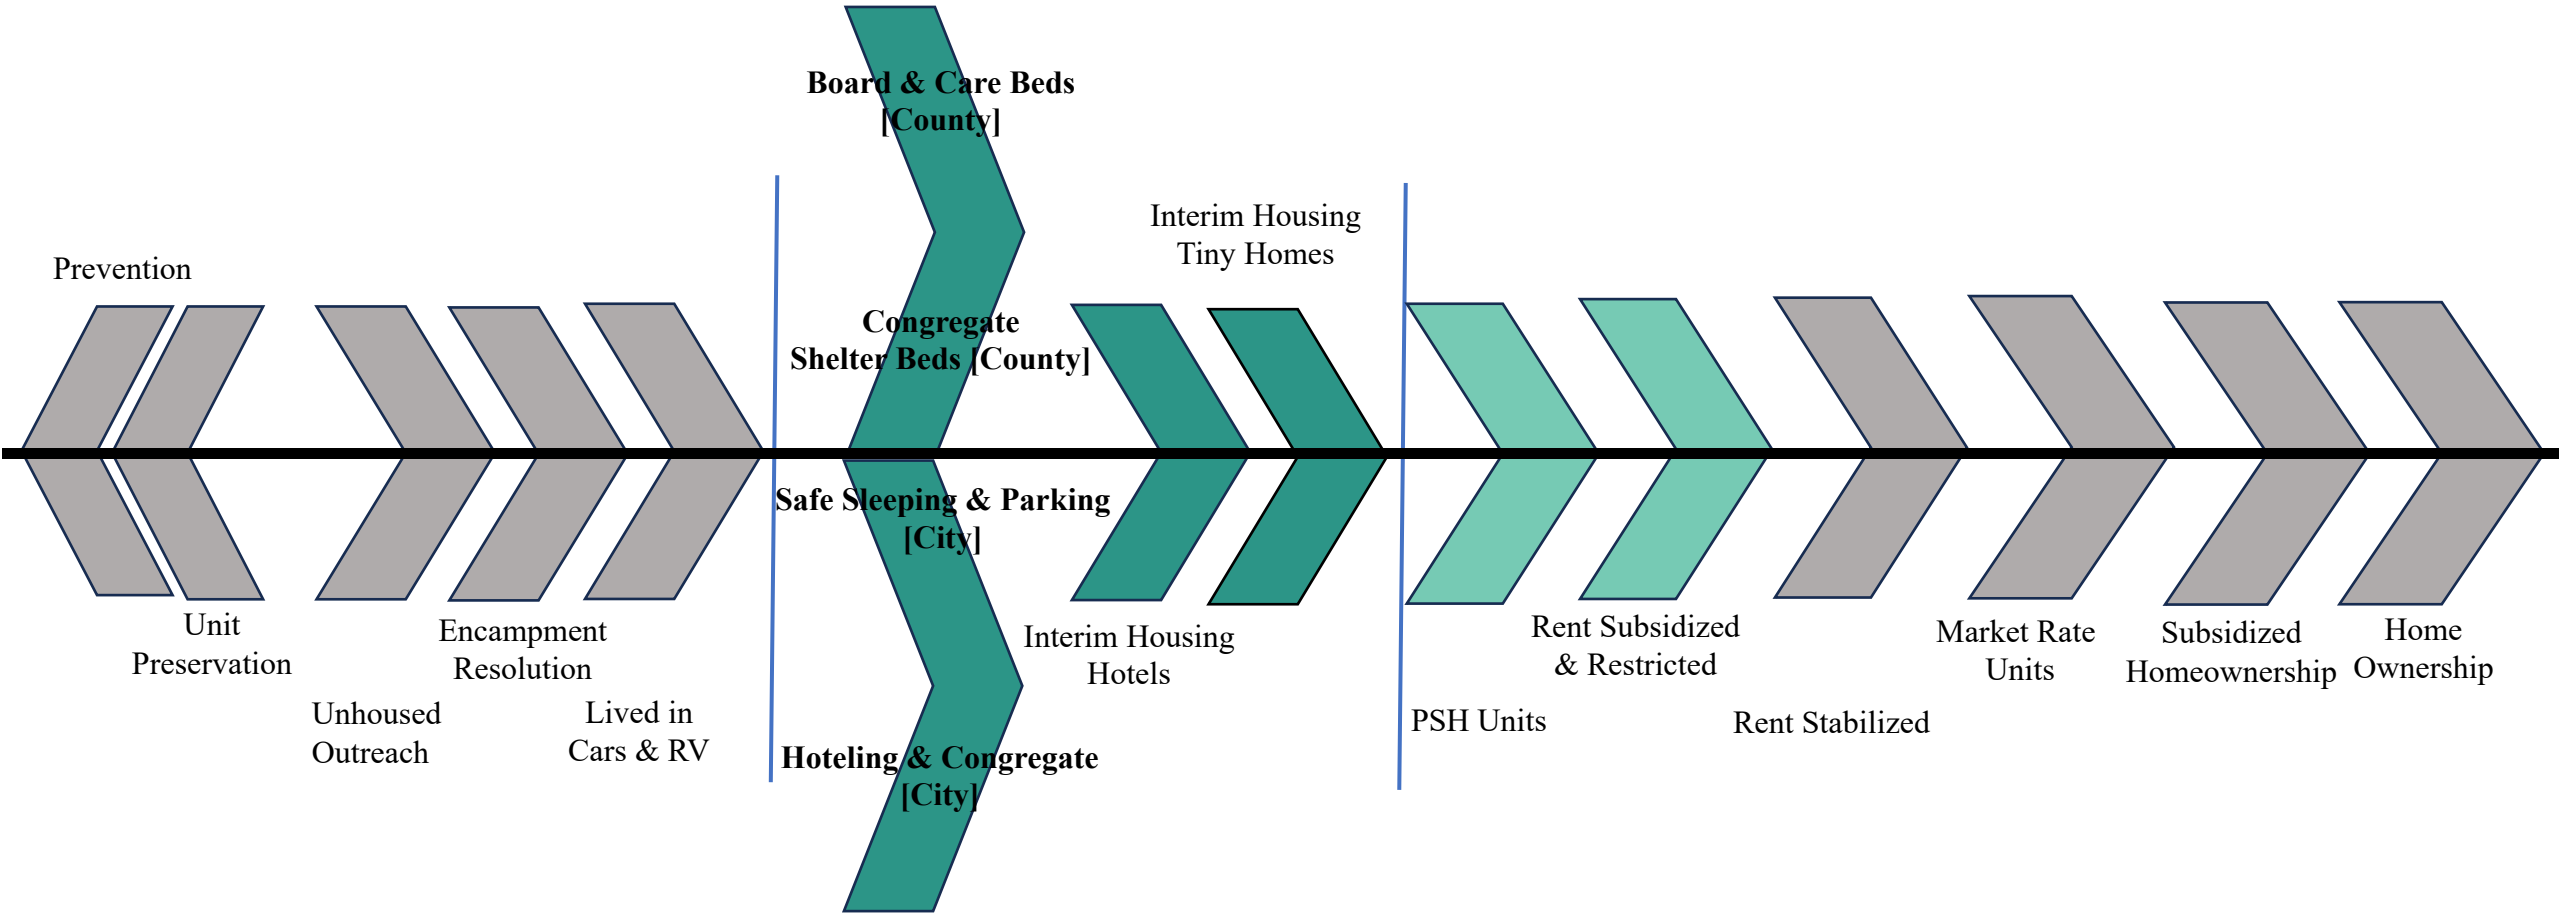 Board & Care Beds
[County]
Prevention
Interim Housing
Tiny Homes
Congregate
Shelter Beds [County]
Safe Sleeping & Parking
[City]
Unit
Preservation
Unhoused
Outreach
Encampment
Resolution
Lived in
Cars & RV
Hoteling & Congregate
[City]
Interim Housing
Hotels
PSH Units
Rent Subsidized
& Restricted
Rent Stabilized
Market Rate
Units
Subsidized
Homeownership
Home
Ownership